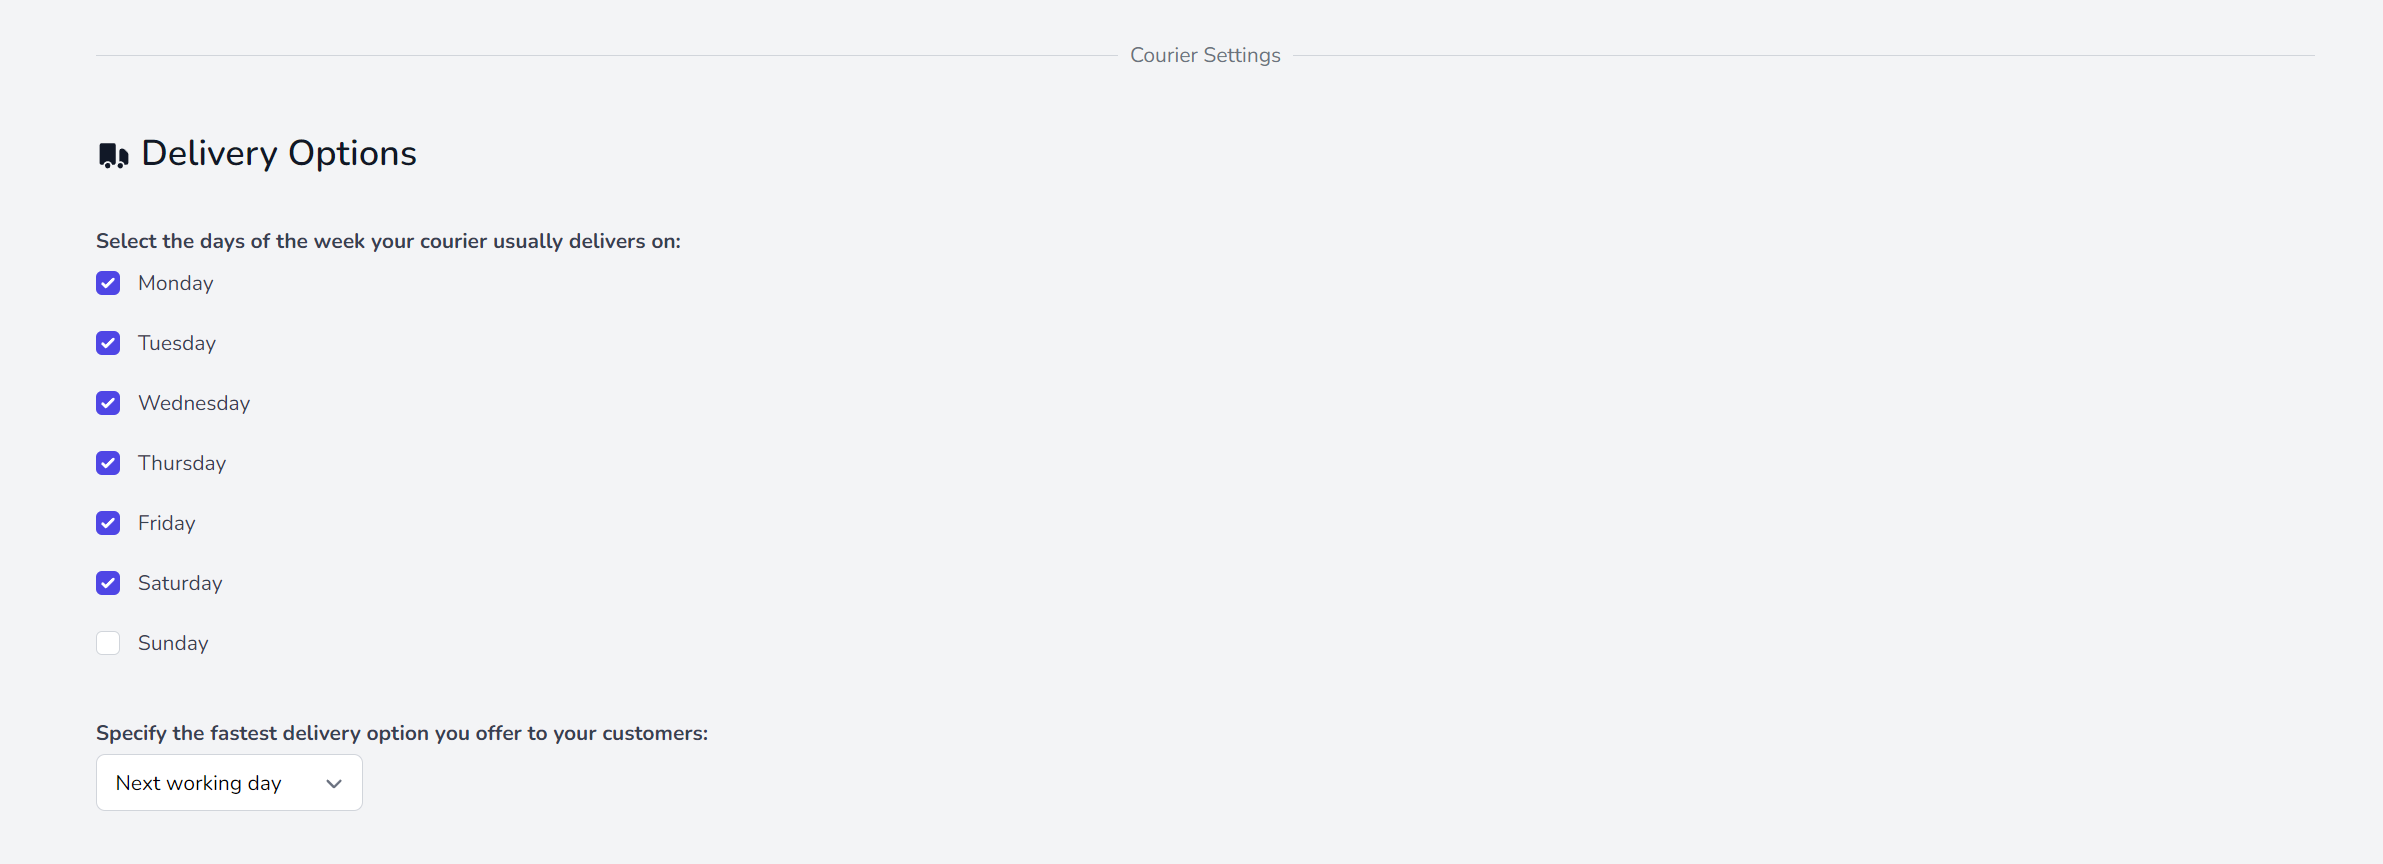 Courier Settings
Delivery Options
Select the days of the week your courier usually delivers on:
Monday
Tuesday
Wednesday
Thursday
Friday
Saturday
Sunday
Specify the fastest delivery option you offer to your customers:
Next working day